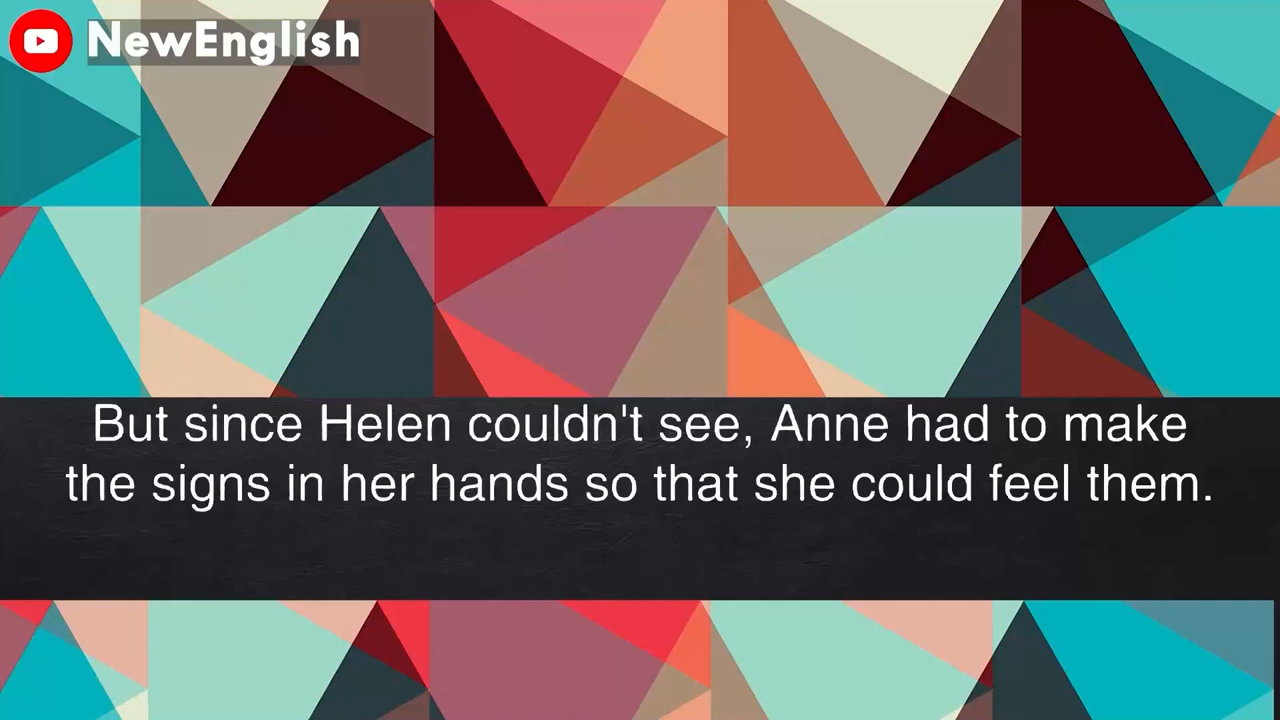 NewEnglish
But since Helen couldn't see, Anne had to make
the signs in her hands so that she could feel them.